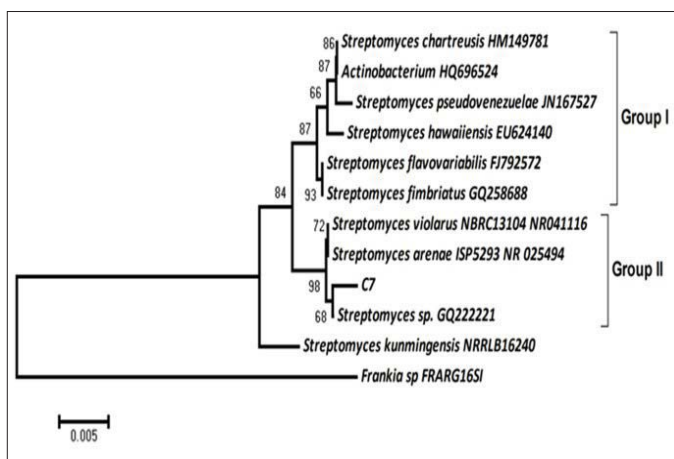 86
Streptomyces chartreusis HM149781
87
Actinobacterium HQ696524
66
Streptomyces pseudovenezuelae JN167527
87
Streptomyces hawaiiensis EU624140
Group I
Streptomyces flavovariabilis FJ792572
93
Streptomyces fimbriatus GQ258688
84
72
Streptomyces violarus NBRC13104 NR041116
Streptomyces arenae ISP5293 NR 025494
98
C7
Group II
68
Streptomyces sp. GQ222221
Streptomyces kunmingensis NRRLB16240
Frankia sp FRARG16SI
0.005